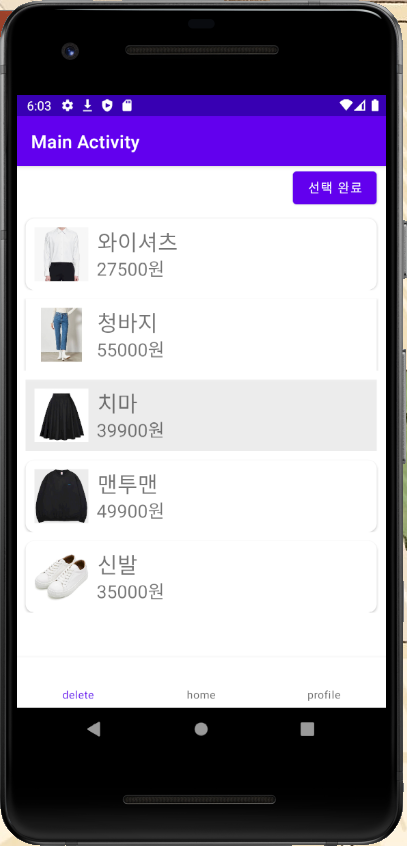 6:03
Main Activity
선택 완료
와이셔츠
27500원
청바지
55000원
치마
39900원
맨투맨
49900원
신발
35000원
delete home profile